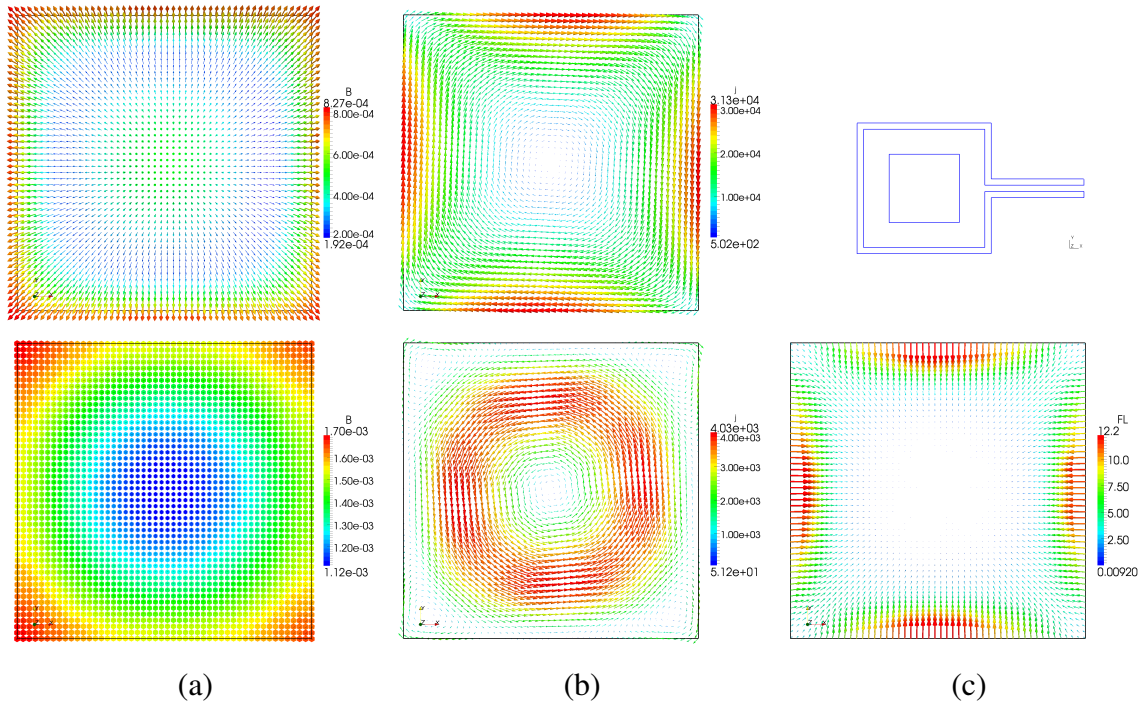 B
8.27e-04
8.00e-04
6.00e-04
4.00e-04
2.00e-04
1.92e-04
j
3.13e+04
3.00e+04
2.00e+04
1.00e+04
5.02e+02
Y
Z X
Y
Z X
Y
Z X
B
1.70e-03
1.60e-03
1.50e-03
1.40e-03
1.30e-03
1.20e-03
1.12e-03
j
4.03e+03
4.00e+03
3.00e+03
2.00e+03
1.00e+03
5.12e+01
FL
12.2
10.0
7.50
5.00
2.50
0.00920
Y
Z X
Y
Z X
Y
Z X
(a)
(b)
(c)